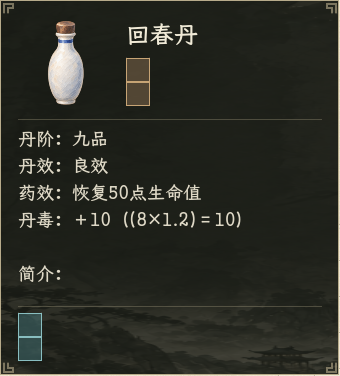 回春丹
丹阶：九品
丹效：良效
药效：恢复50点生命值
丹毒：＋10 ((8×1.2)＝10)
简介：